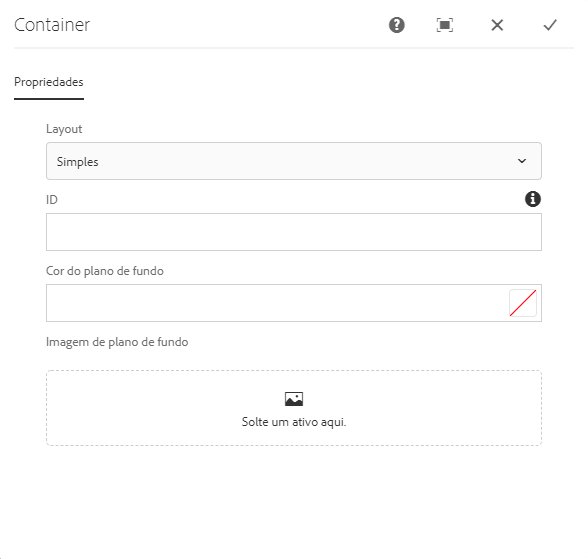 Container
Propriedades
Layout
Simples
ID
Cor do plano de fundo
Imagem de plano de fundo
Solte um ativo aqui.